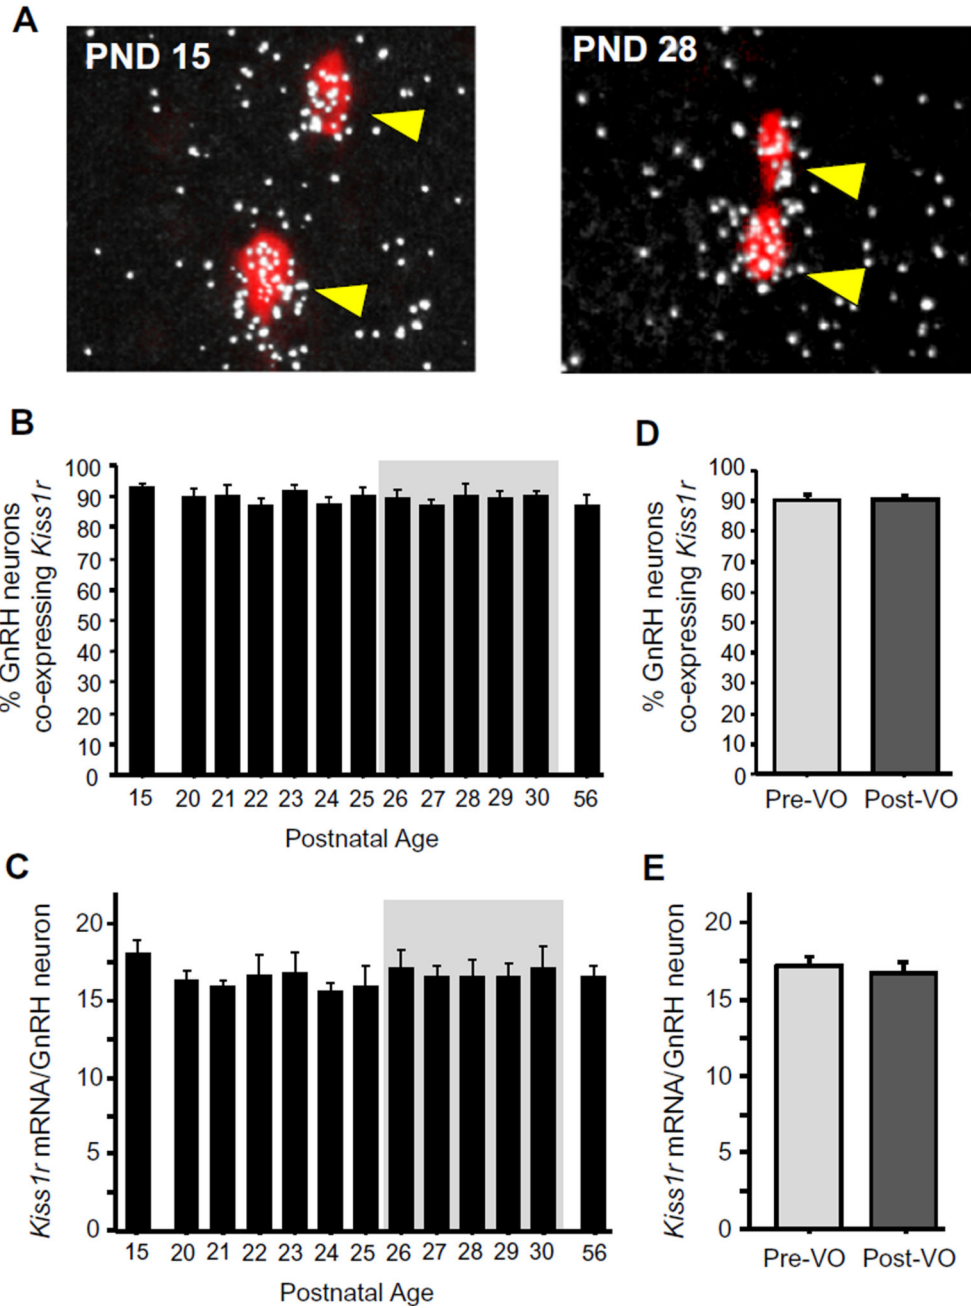 A
PND 15
PND 28
B
% GnRH neurons
co-expressing Kiss1r
100
90
80
70
60
50
40
30
20
10
0
15 20 21 22 23 24 25 26 27 28 29 30 56
Postnatal Age
D
% GnRH neurons
co-expressing Kiss1r
100
90
80
70
60
50
40
30
20
10
0
Pre-VO Post-VO
C
Kiss1r mRNA/GnRH neuron
20
15
10
5
0
15 20 21 22 23 24 25 26 27 28 29 30 56
Postnatal Age
E
Kiss1r mRNA/GnRH neuron
20
15
10
5
0
Pre-VO Post-VO